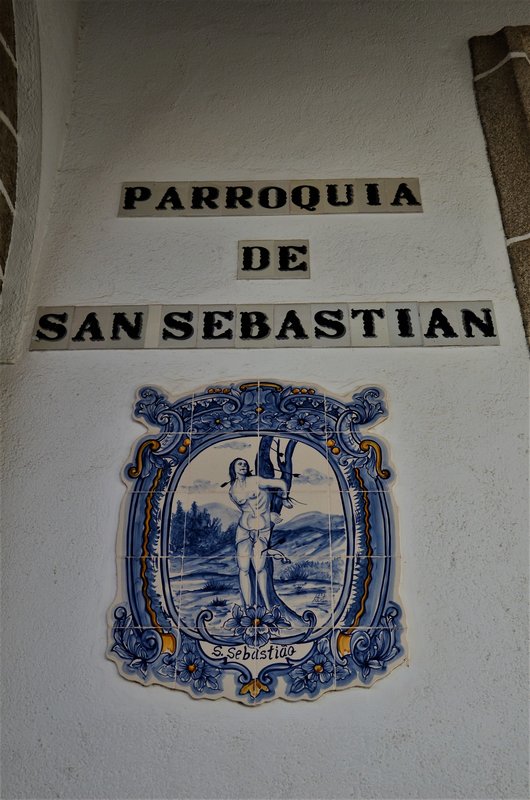 PARROQUIA
DE
SAN SEBASTIAN
S. Sebastião